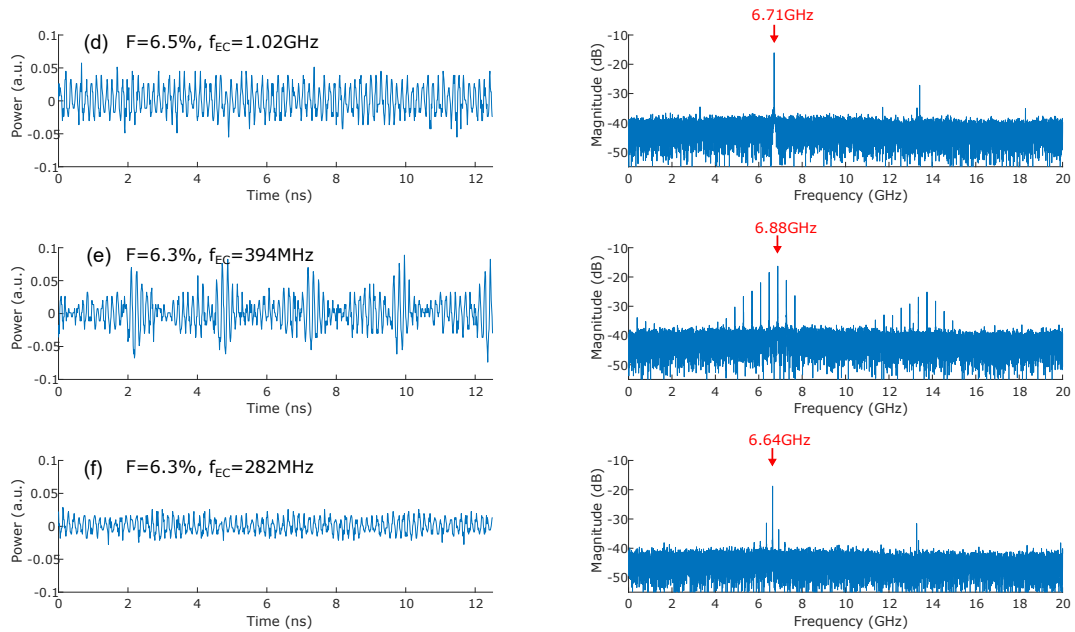 (d) F=6.5%, fEC=1.02GHz
0.1
0.05
0
-0.05
-0.1
Power (a.u.)
0 2 4 6 8 10 12
Time (ns)
6.71GHz
-10
-20
-30
-40
-50
Magnitude (dB)
0 2 4 6 8 10 12 14 16 18 20
Frequency (GHz)
(e) F=6.3%, fEC=394MHz
0.1
0.05
0
-0.05
-0.1
Power (a.u.)
0 2 4 6 8 10 12
Time (ns)
6.88GHz
-10
-20
-30
-40
-50
Magnitude (dB)
0 2 4 6 8 10 12 14 16 18 20
Frequency (GHz)
(f) F=6.3%, fEC=282MHz
0.1
0.05
0
-0.05
-0.1
Power (a.u.)
0 2 4 6 8 10 12
Time (ns)
6.64GHz
-10
-20
-30
-40
-50
Magnitude (dB)
0 2 4 6 8 10 12 14 16 18 20
Frequency (GHz)